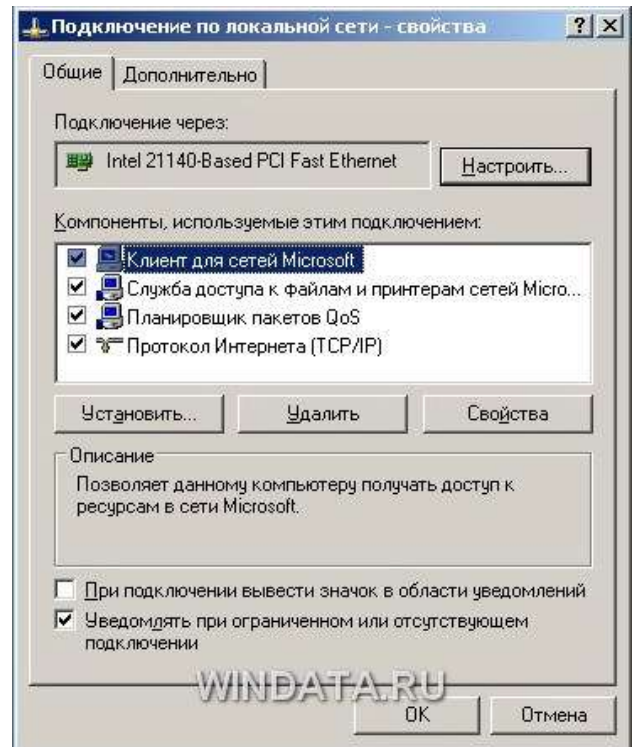 Подключение по локальной сети - свойства
Общие
Дополнительно
Подключение через:
Intel 21140-Based PCI Fast Ethernet
Настроить...
Компоненты, используемые этим подключением:
Клиент для сетей Microsoft
Служба доступа к файлам и принтерам сетей Micro...
Планировщик пакетов QoS
Протокол Интернета (TCP/IP)
Установить...
Удалить
Свойства
Описание
Позволяет данному компьютеру получать доступ к
ресурсам в сети Microsoft.
При подключении вывести значок в области уведомлений
Уведомлять при ограниченном или отсутствующем
подключении
WINDATA.RU
OK
Отмена